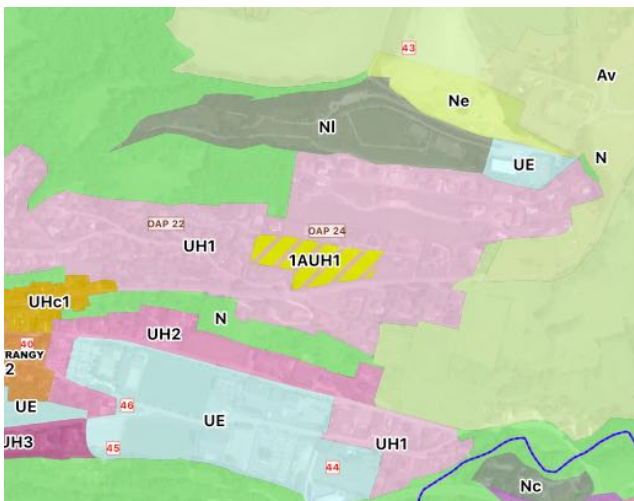 43
Av
Ne
Nl
UE
N
OAP 22
OAP 24
UH1
1AUH1
UHc1
N
UH2
40
RANGY
2
UE
46
UE
UH3
45
UH1
44
Nc